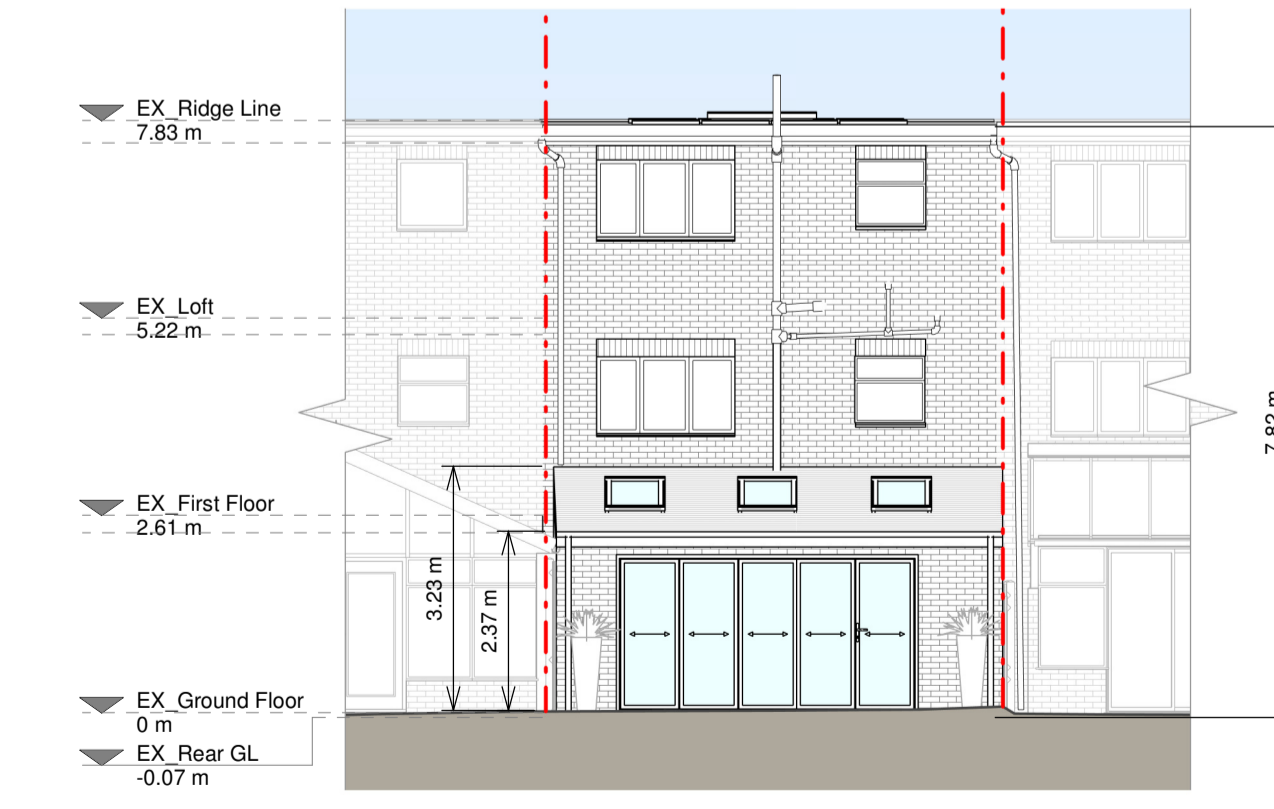 EX_Ridge Line
7.83 m
EX_Loft
5.22 m
EX_First Floor
2.61 m
3.23 m
2.37 m
EX_Ground Floor
0 m
EX_Rear GL
-0.07 m